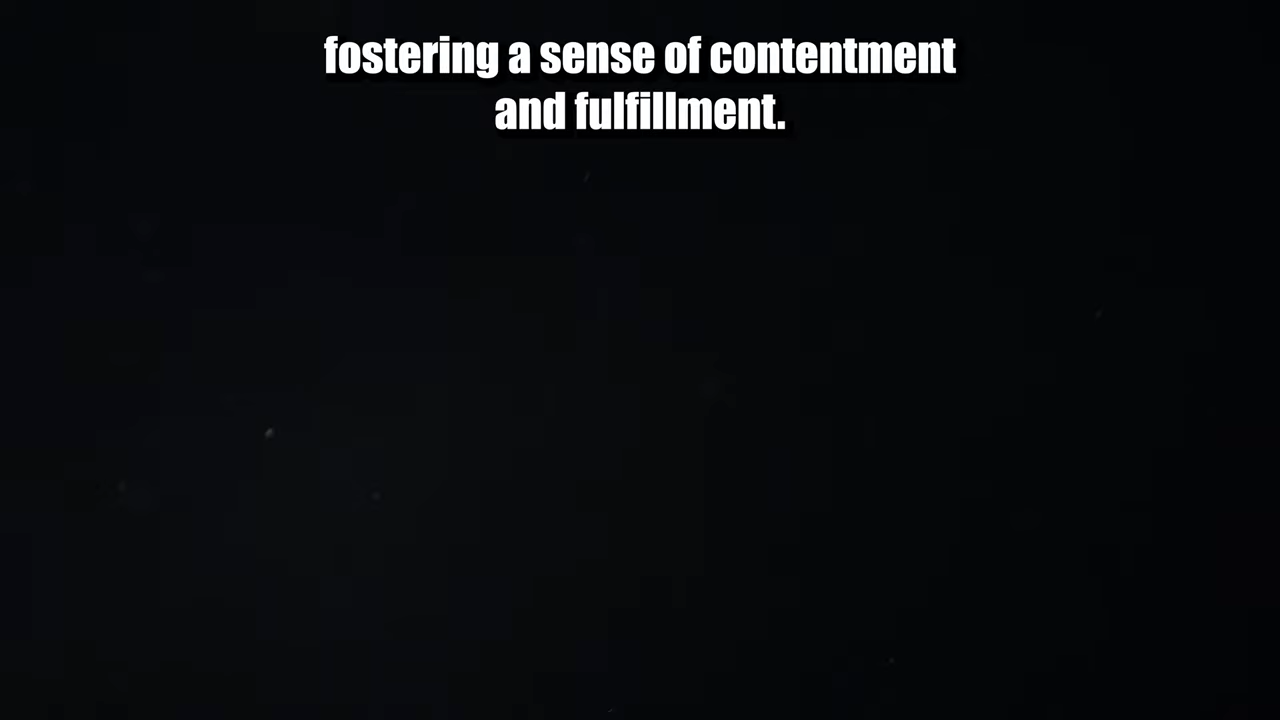 fostering a sense of contentment
and fulfillment.